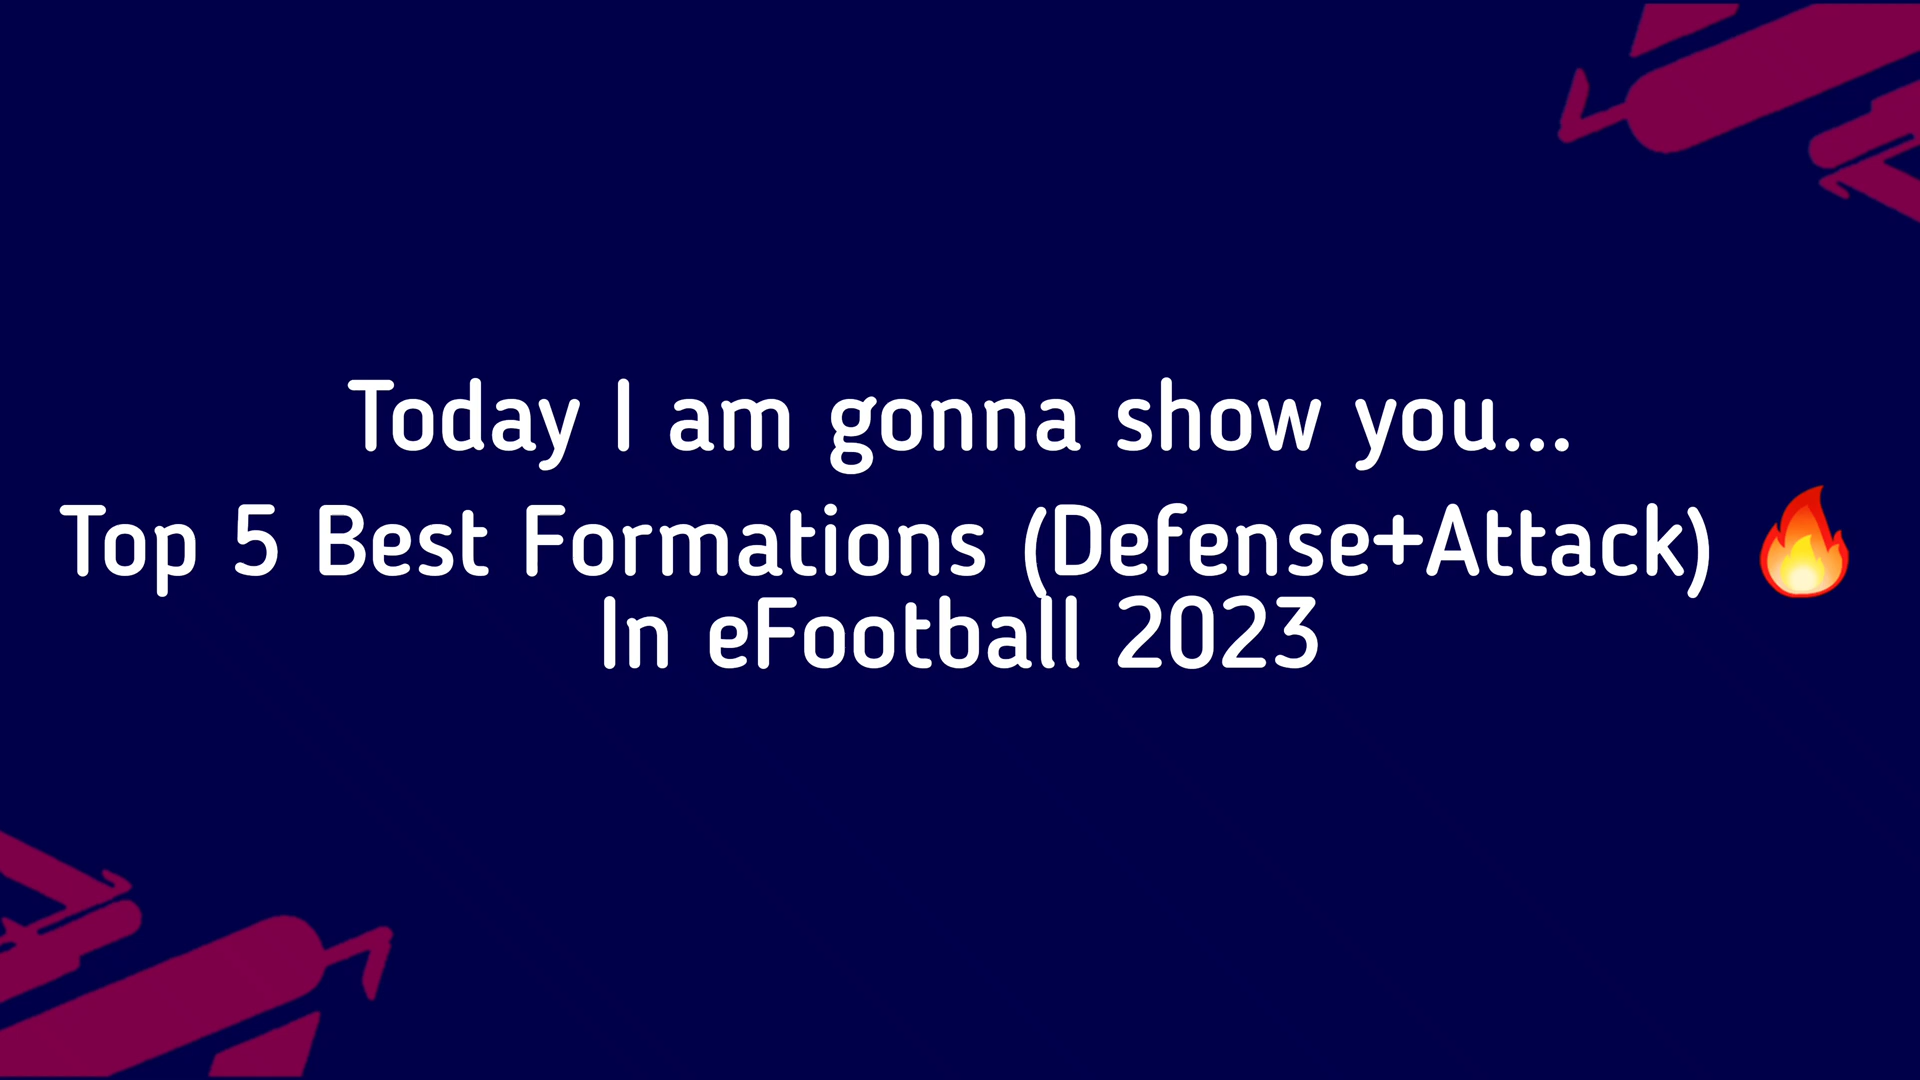 Today I am gonna show you...
Top 5 Best Formations (Defense+Attack) 🔥
In eFootball 2023